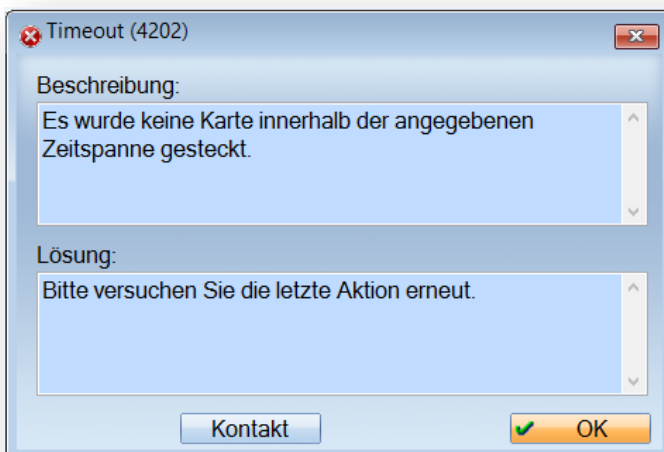 Timeout (4202)
Beschreibung:
Es wurde keine Karte innerhalb der angegebenen
Zeitspanne gesteckt.
Lösung:
Bitte versuchen Sie die letzte Aktion erneut.
Kontakt
OK